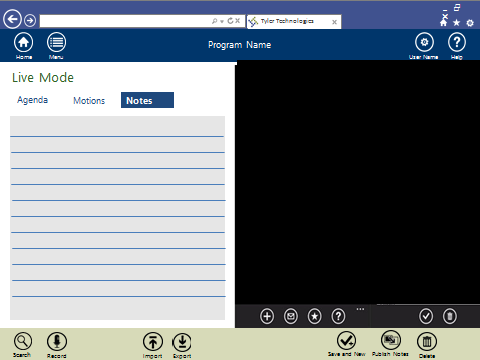 Tyler Technologies
Home
Menu
Program Name
User Name
Help
Live Mode
Agenda
Motions
Notes
Search
Record
Import
Export
Save and New
Publish Notes
Delete